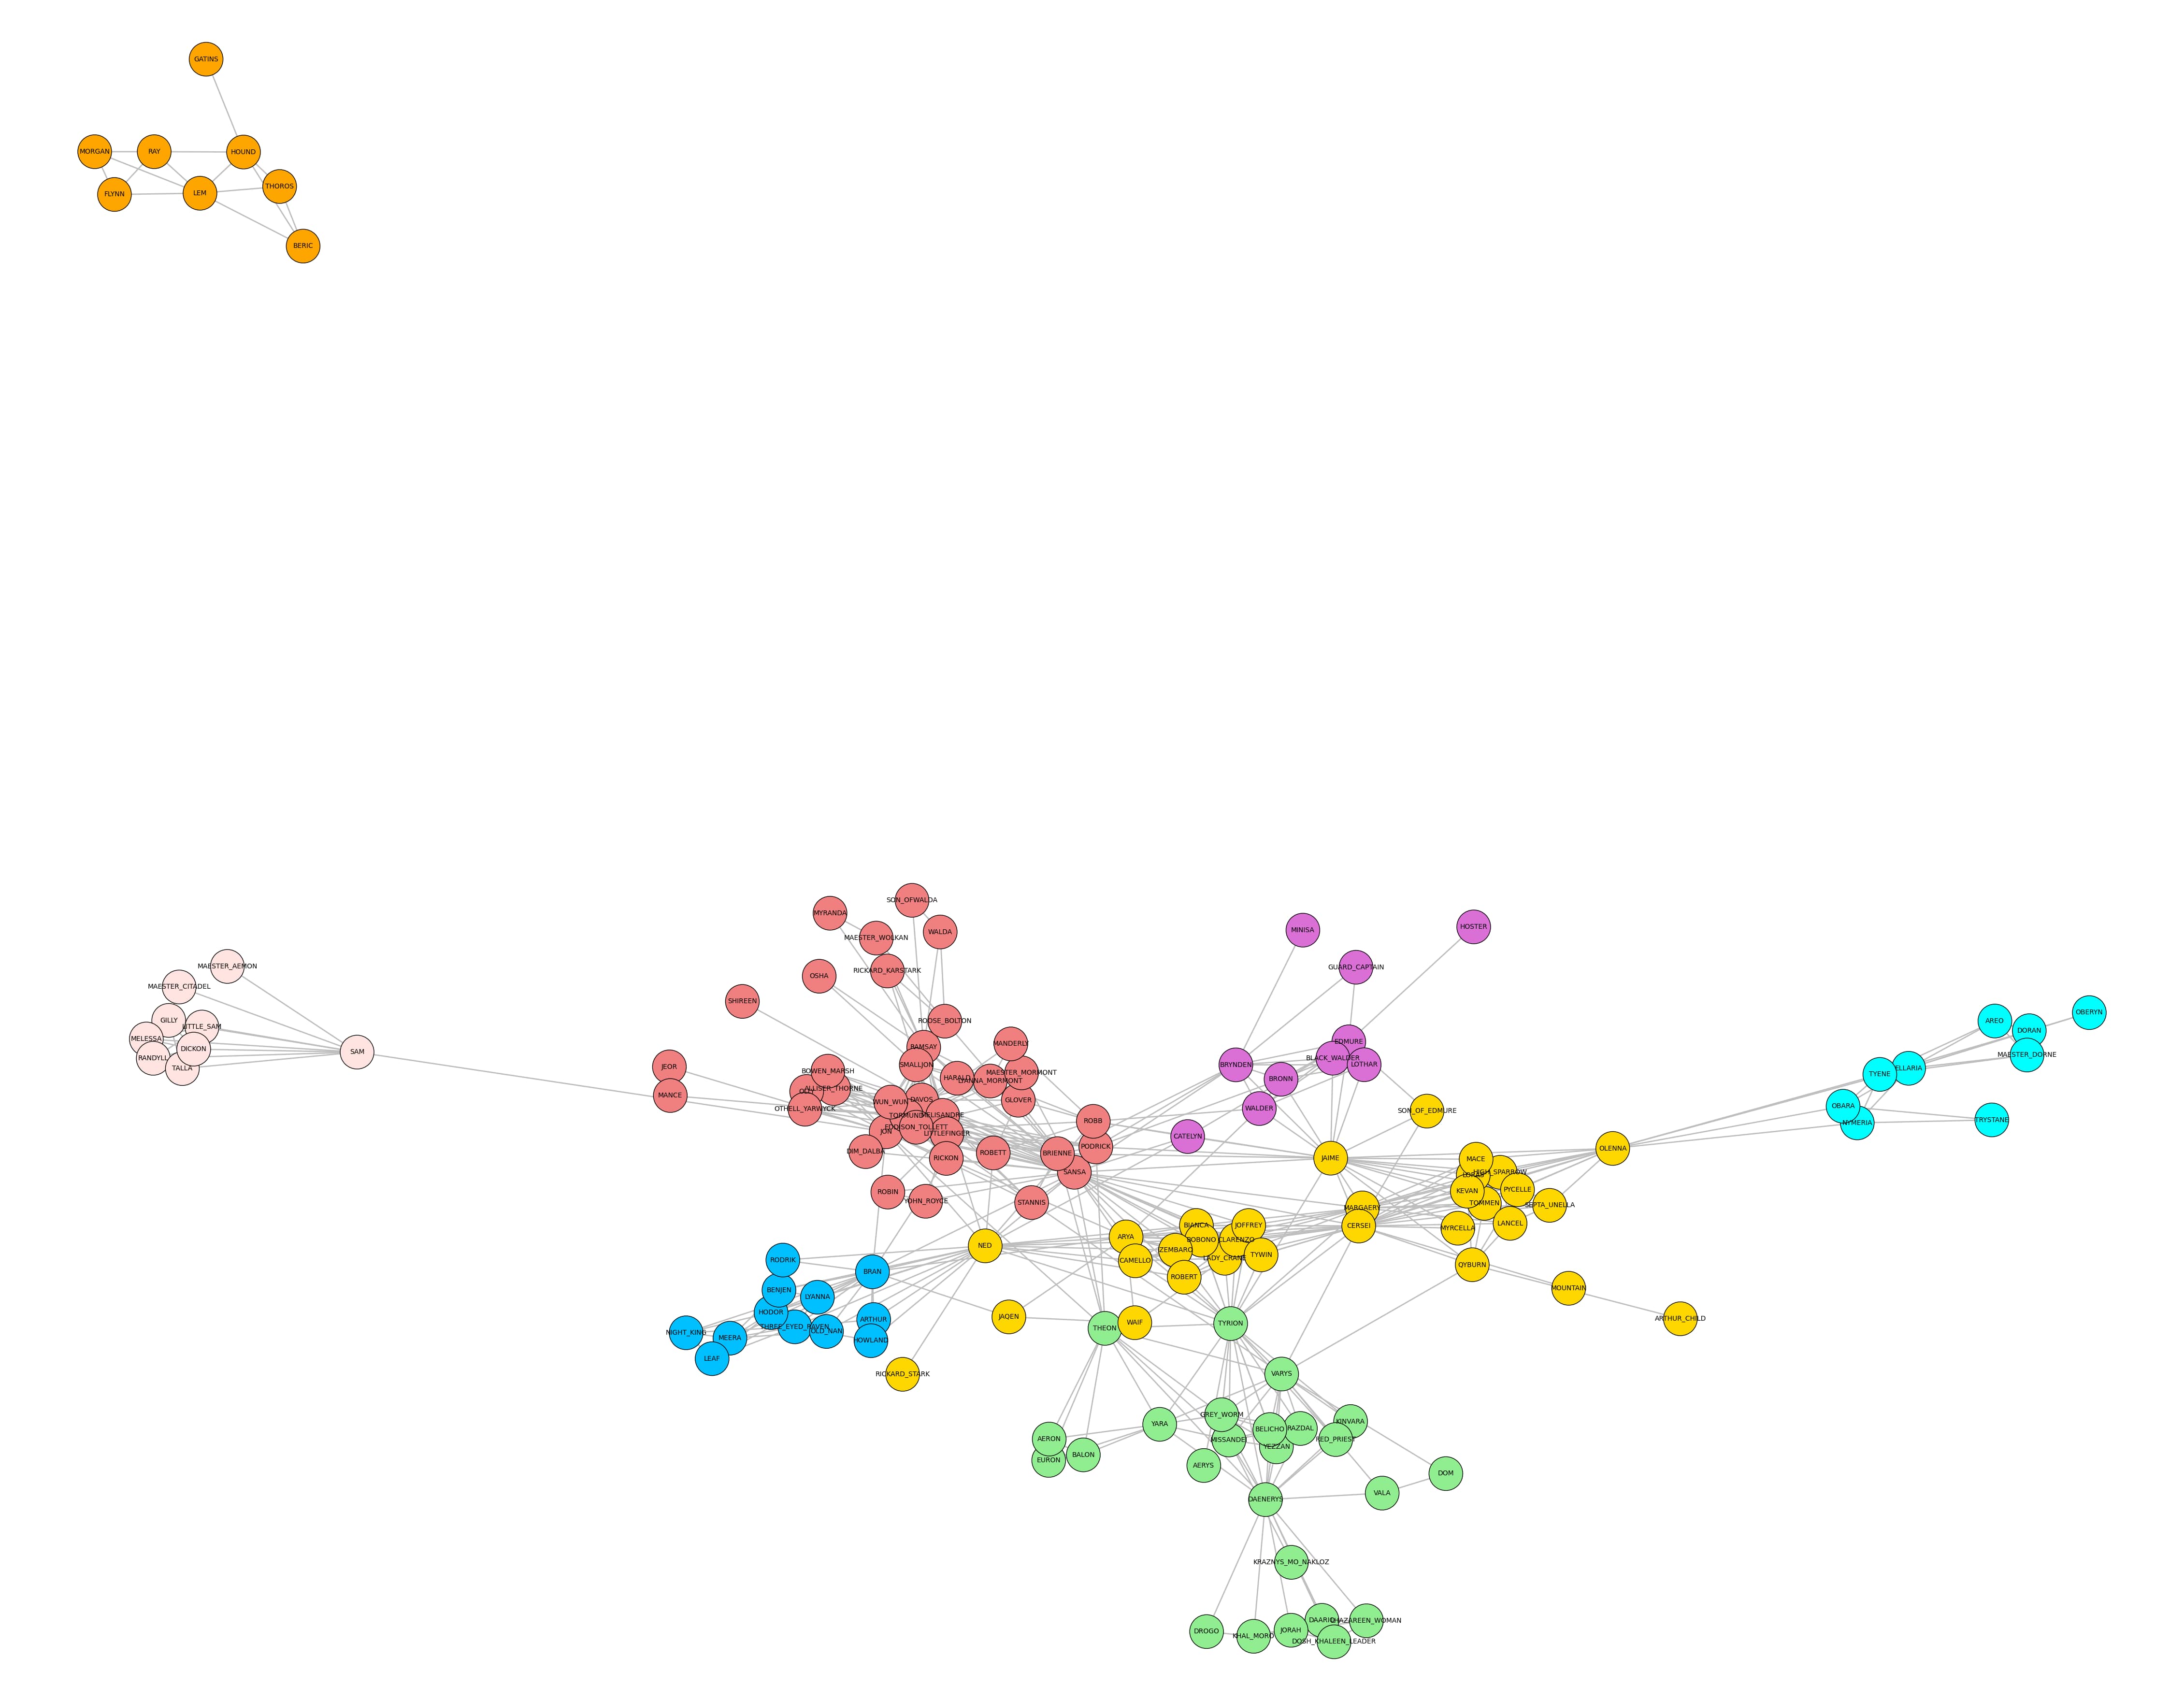 GATINS
MORGAN
RAY
HOUND
THOROS
FLYNN
LEM
BERIC
SON_OFWALDA
MYRANDA
WALDA
MAESTER_WOLKAN
MINISA
HOSTER
MAESTER_AEMON
MAESTER_CITADEL
RICKARD_KARSTARK
OSHA
GUARD_CAPTAIN
SHIREEN
OBERYN
GILLY
LITTLE_SAM
ROOSE_BOLTON
AREO
DORAN
MELESSA
DICKON
RANDYLL
TALLA
SAM
RAMSAY
MANDERLY
EDMURE
BLACK_WALDER
LOTHAR
MAESTER_DORNE
JEOR
BOWEN_MARSH
SMALLJON
HARALD
LYANNA_MORMONT
MAESTER_MORMONT
BRYNDEN
BRONN
TYENE
ELLARIA
MANCE
ALLISER_THORNE
OTHELL_YARWYCK
WUN_WUN
DAVOS
GLOVER
WALDER
SON_OF_EDMURE
OBARA
NYMERIA
TRYSTANE
TORMUND
MELISANDRE
EDDISON_TOLLETT
LITTLEFINGER
JON
ROBB
CATELYN
DIM_DALBA
RICKON
ROBETT
BRIENNE
PODRICK
SANSA
JAIME
MACE
OLENNA
HIGH_SPARROW
LORAS
KEVAN
PYCELLE
TOMMEN
SEPTA_UNELLA
ROBIN
YOHN_ROYCE
STANNIS
MARGAERY
CERSEI
MYRCELLA
LANCEL
NED
ARYA
BIANCA
JOFFREY
BOBONO
CLARENZO
IZEMBARO
CAMELLO
LADY_CRANE
TYWIN
ROBERT
QYBURN
MOUNTAIN
ARTHUR_CHILD
RODRIK
BRAN
BENJEN
LYANNA
HODOR
ARTHUR
NIGHT_KING
MEERA
THREE_EYED_RAVEN
OLD_NAN
HOWLAND
LEAF
JAQEN
THEON
WAIF
TYRION
RICKARD_STARK
VARYS
YARA
GREY_WORM
BELICHO
RAZDAL
KINVARA
RED_PRIEST
MISSANDEI
YEZZAN
AERON
EURON
BALON
AERYS
DOM
VALA
DAENERYS
KRAZNYS_MO_NAKLOZ
DROGO
KHAL_MORO
JORAH
DAARIO
LHAZAREEN_WOMAN
DOSH_KHALEEN_LEADER